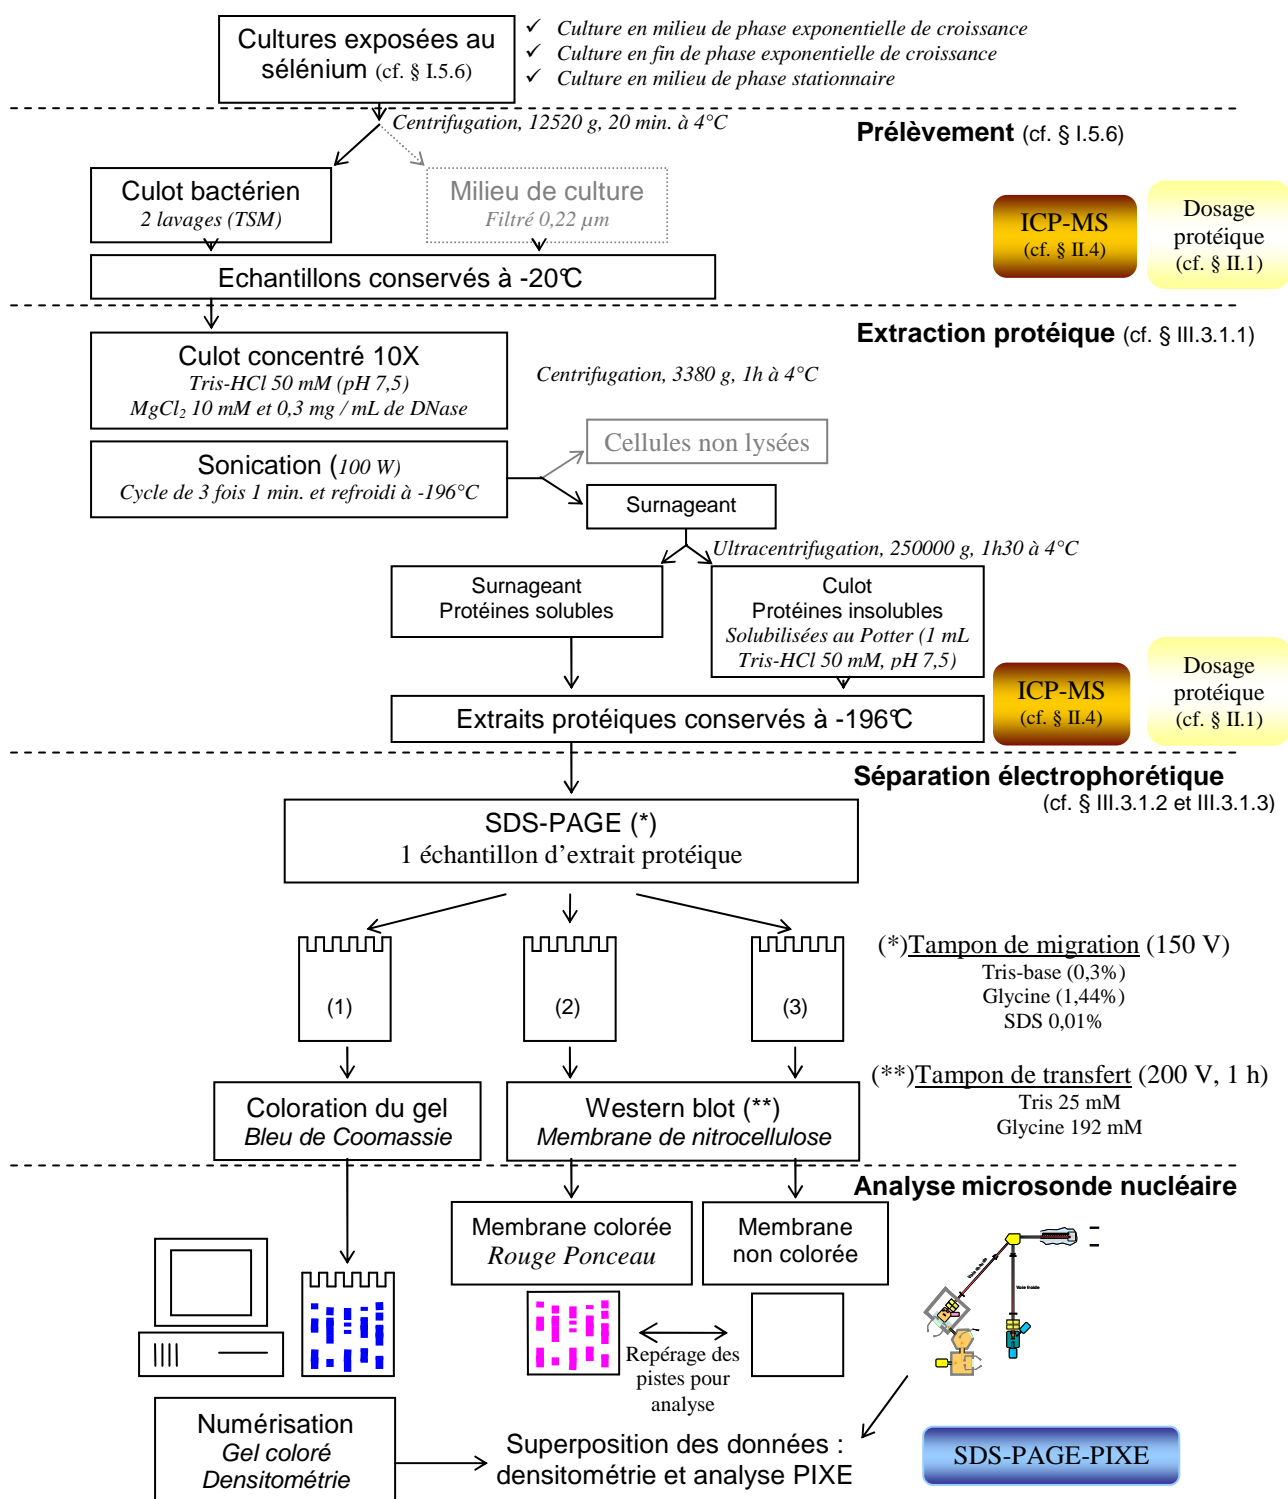 Cultures exposées au
sélénium (cf. § I.5.6)
✓ Culture en milieu de phase exponentielle de croissance
✓ Culture en fin de phase exponentielle de croissance
✓ Culture en milieu de phase stationnaire
Centrifugation, 12520 g, 20 min. à 4°C
Prélèvement (cf. § I.5.6)
Culot bactérien
2 lavages (TSM)
Milieu de culture
Filtré 0,22 µm
ICP-MS
(cf. § II.4)
Dosage
protéique
(cf. § II.1)
Echantillons conservés à -20°C
Extraction protéique (cf. § III.3.1.1)
Culot concentré 10X
Tris-HCl 50 mM (pH 7,5)
MgCl₂ 10 mM et 0,3 mg / mL de DNase
Centrifugation, 3380 g, 1h à 4°C
Sonication (100 W)
Cycle de 3 fois 1 min. et refroidi à -196°C
Cellules non lysées
Surnageant
Ultracentrifugation, 250000 g, 1h30 à 4°C
Surnageant
Protéines solubles
Culot
Protéines insolubles
Solubilisées au Potter (1 mL
Tris-HCl 50 mM, pH 7,5)
ICP-MS
(cf. § II.4)
Dosage
protéique
(cf. § II.1)
Extraits protéiques conservés à -196°C
Séparation électrophorétique
(cf. § III.3.1.2 et III.3.1.3)
SDS-PAGE (*)
1 échantillon d'extrait protéique
(1)
(2)
(3)
(*)Tampon de migration (150 V)
Tris-base (0,3%)
Glycine (1,44%)
SDS 0,01%
(**)Tampon de transfert (200 V, 1 h)
Tris 25 mM
Glycine 192 mM
Coloration du gel
Bleu de Coomassie
Western blot (**)
Membrane de nitrocellulose
Analyse microsonde nucléaire
Membrane colorée
Rouge Ponceau
Membrane
non colorée
Repérage des
pistes pour
analyse
Numérisation
Gel coloré
Densitométrie
Superposition des données :
densitométrie et analyse PIXE
SDS-PAGE-PIXE